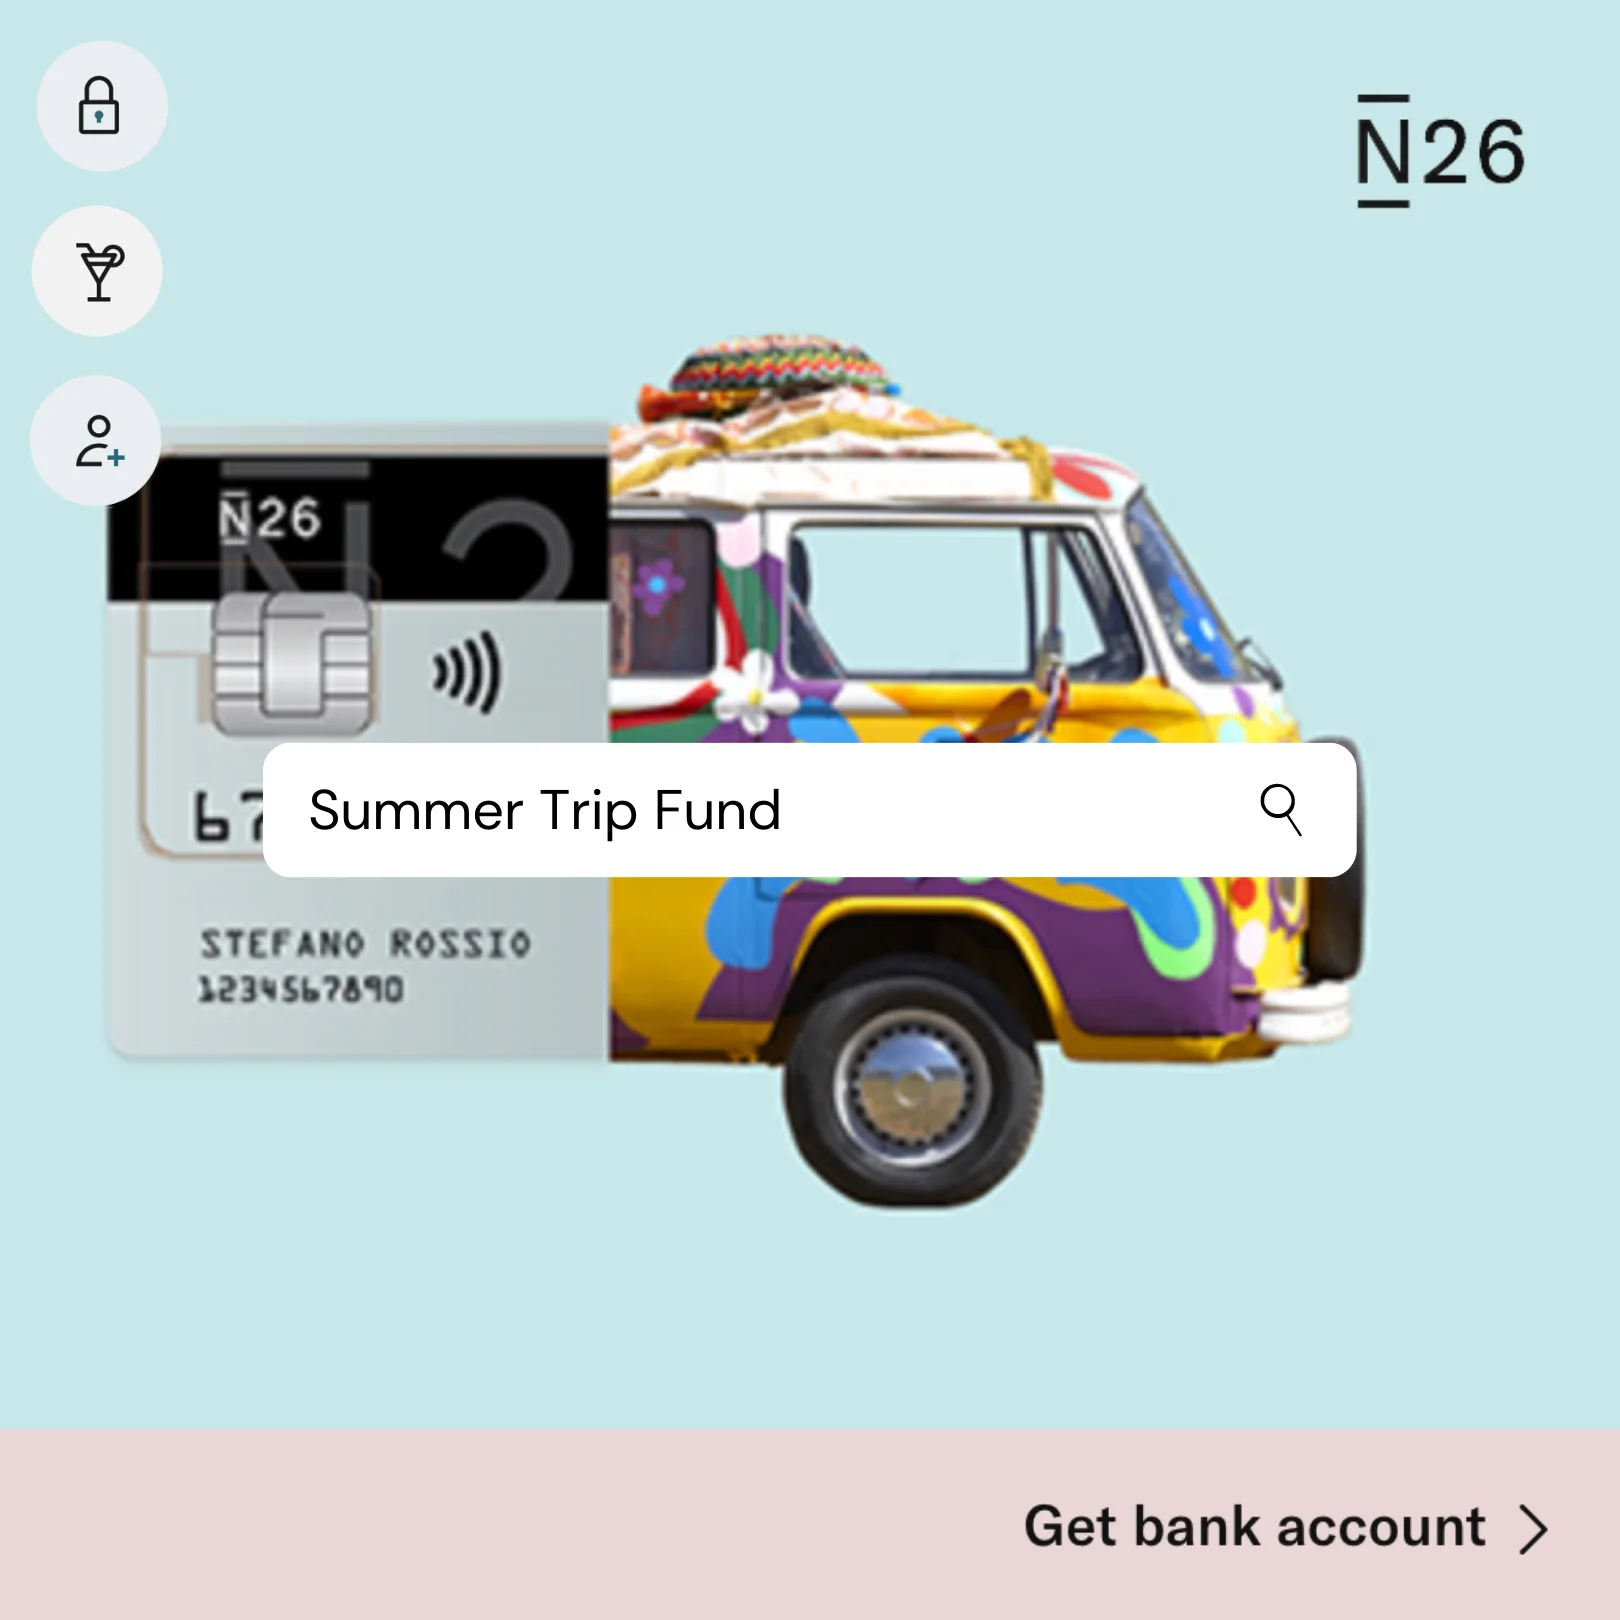 N26
N26
Summer Trip Fund
STEFANO ROSSIO
1234567890
Get bank account